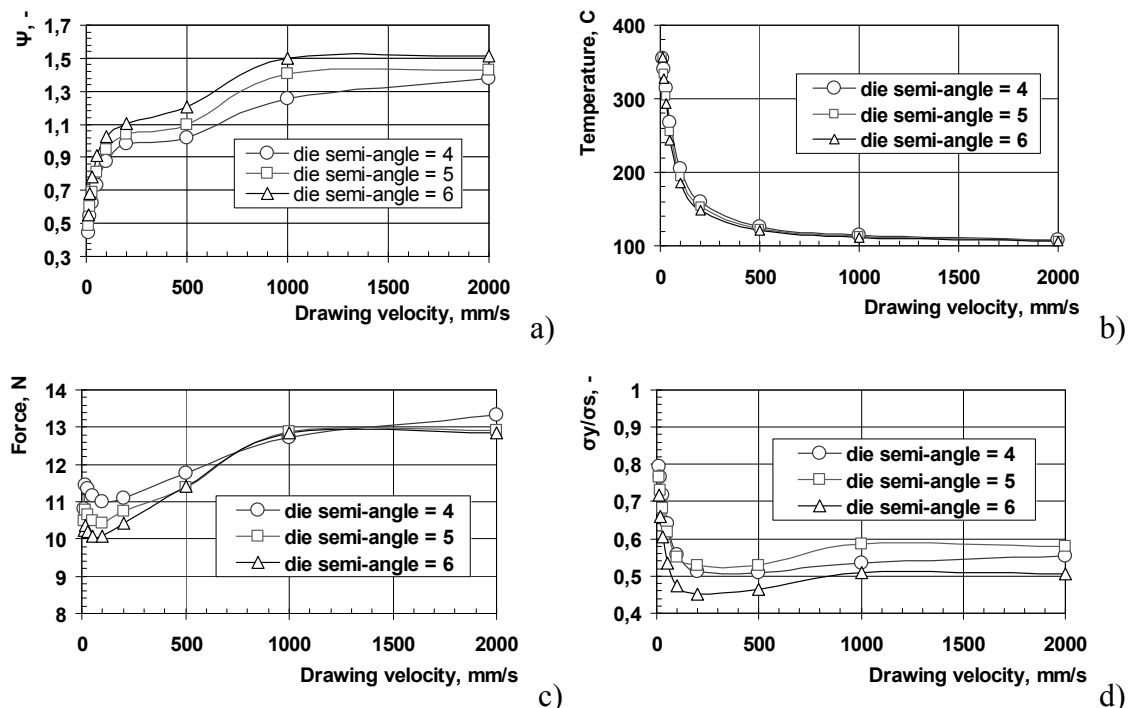 Ψ, -
1,7
1,5
1,3
1,1
0,9
0,7
0,5
0,3
0 500 1000 1500 2000
Drawing velocity, mm/s
die semi-angle = 4
die semi-angle = 5
die semi-angle = 6
a)
Temperature, C
400
300
200
100
0 500 1000 1500 2000
Drawing velocity, mm/s
die semi-angle = 4
die semi-angle = 5
die semi-angle = 6
b)
Force, N
14
13
12
11
10
9
8
0 500 1000 1500 2000
Drawing velocity, mm/s
die semi-angle = 4
die semi-angle = 5
die semi-angle = 6
c)
σy/σs, -
1
0,9
0,8
0,7
0,6
0,5
0,4
0 500 1000 1500 2000
Drawing velocity, mm/s
die semi-angle = 4
die semi-angle = 5
die semi-angle = 6
d)